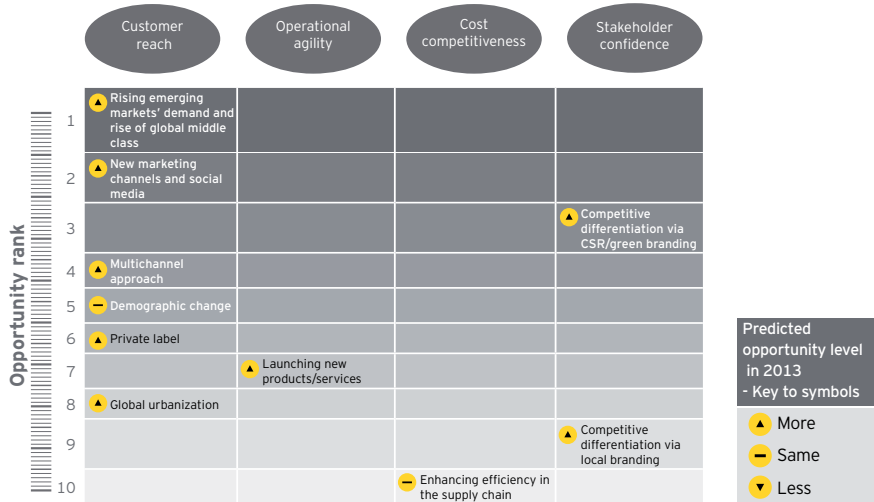 Customer
reach
Operational
agility
Cost
competitiveness
Stakeholder
confidence
Opportunity rank
1
Rising emerging
markets' demand and
rise of global middle
class
2
New marketing
channels and social
media
3
Competitive
differentiation via
CSR/green branding
4
Multichannel
approach
5
Demographic change
6
Private label
7
Launching new
products/services
8
Global urbanization
9
Competitive
differentiation via
local branding
10
Enhancing efficiency in
the supply chain
Predicted
opportunity level
in 2013
- Key to symbols
More
Same
Less